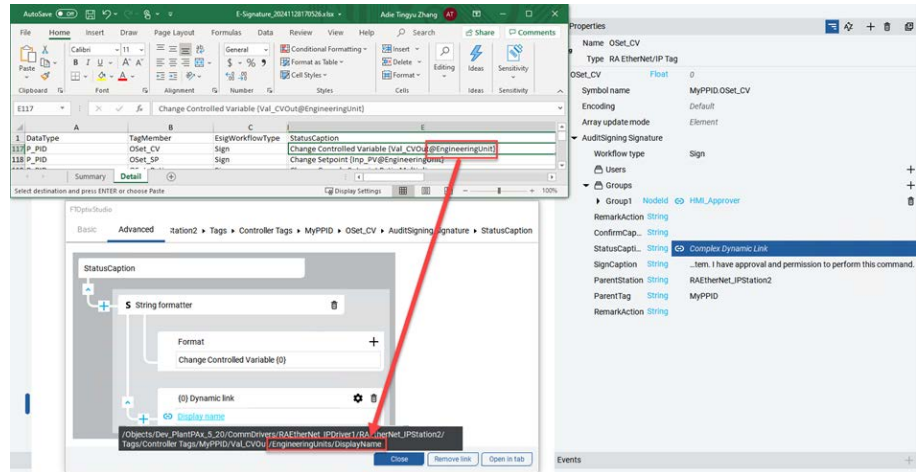 AutoSave Off E-Signature_20241128170526.xlsx Adie Tingyu Zhang AT
File Home Insert Draw Page Layout Formulas Data Review View Help Search Share Comments
Paste
Calibri 11
B I U A A
General
$ % 9
Conditional Formatting
Format as Table
Cell Styles
Insert
Delete
Format
Editing
Ideas
Sensitivity
Clipboard Font Alignment Number Styles Cells Ideas Sensitivity
E117 fx Change Controlled Variable {Val_CVOut@EngineeringUnit}
A B C E
1 DataType TagMember EsigWorkflowType StatusCaption
117 P_PID OSet_CV Sign Change Controlled Variable {Val_CVOut@EngineeringUnit}
118 P_PID OSet_SP Sign Change Setpoint {Inp_PV@EngineeringUnit}
Summary Detail
Select destination and press ENTER or choose Paste Display Settings 100%
FTOptixStudio
Basic Advanced tation2 Tags Controller Tags MyPPID OSet_CV AuditSigning Signature StatusCaption
StatusCaption
S String formatter
Format
Change Controlled Variable {0}
{0} Dynamic link
Display name
/Objects/Dev_PlantPAx_5_20/CommDrivers/RAEtherNet_IPDriver1/RAEtherNet_IPStation2/
Tags/Controller Tags/MyPPID/Val_CVOu /EngineeringUnits/DisplayName
Close Remove link Open in tab
Properties
Name OSet_CV
Type RA EtherNet/IP Tag
OSet_CV Float 0
Symbol name MyPPID.OSet_CV
Encoding Default
Array update mode Element
AuditSigning Signature
Workflow type Sign
Users
Groups
Group1 NodeId HMI_Approver
RemarkAction String
ConfirmCap... String
StatusCapti... String Complex Dynamic Link
SignCaption String ...tem. I have approval and permission to perform this command.
ParentStation String RAEtherNet_IPStation2
ParentTag String MyPPID
RemarkAction String
Events